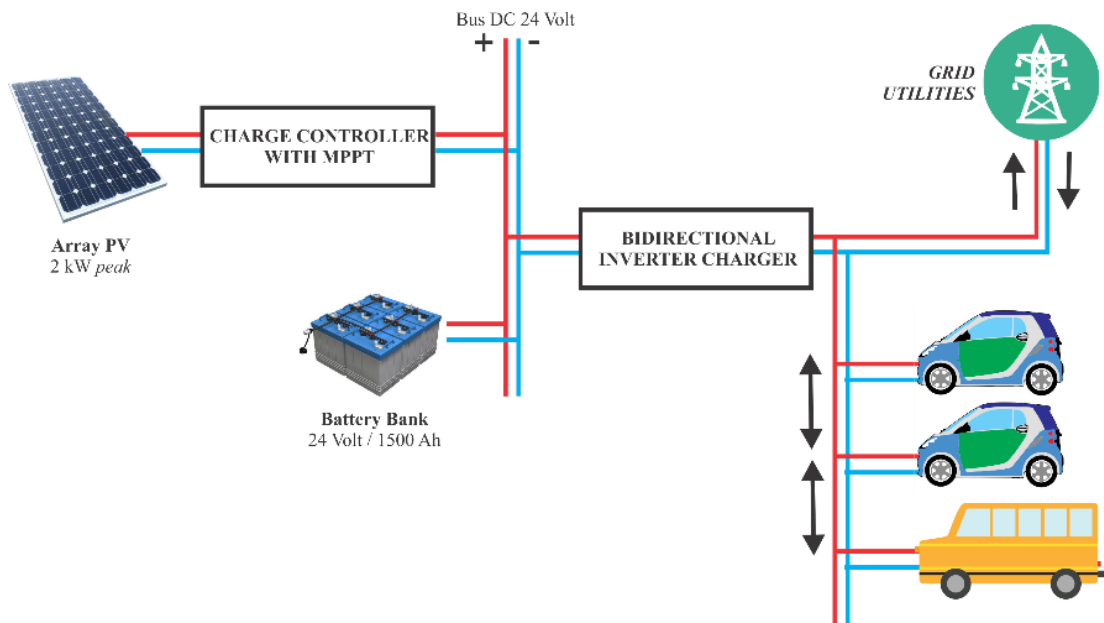 Bus DC 24 Volt
+ -
GRID
UTILITIES
CHARGE CONTROLLER
WITH MPPT
Array PV
2 kW peak
BIDIRECTIONAL
INVERTER CHARGER
Battery Bank
24 Volt / 1500 Ah